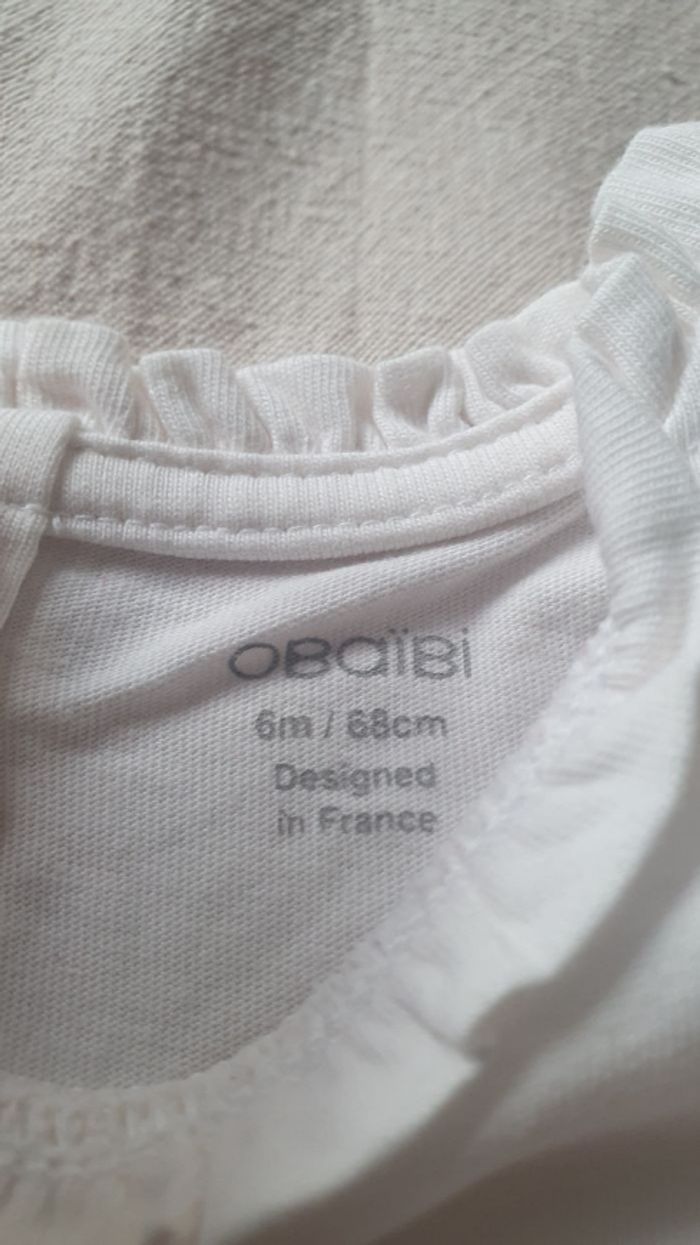 OBaïBi
6m / 68cm
Designed
in France